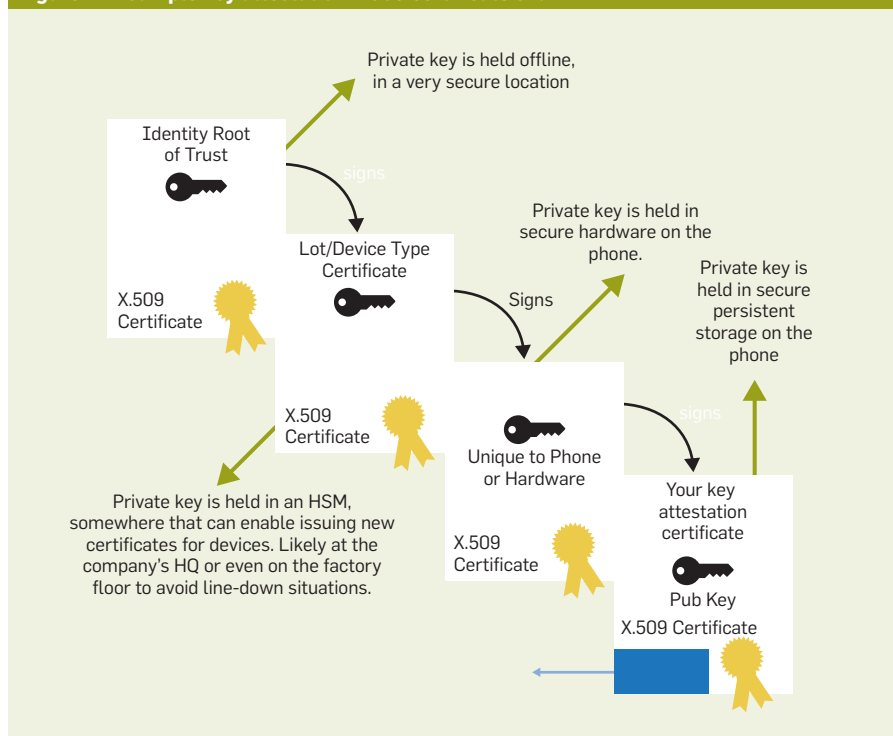 Private key is held offline,
in a very secure location
Identity Root
of Trust
signs
X.509
Certificate
Lot/Device Type
Certificate
Private key is held in
secure hardware on the
phone.
Signs
Private key is
held in secure
persistent
storage on the
phone
X.509
Certificate
signs
Unique to Phone
or Hardware
Private key is held in an HSM,
somewhere that can enable issuing new
certificates for devices. Likely at the
company's HQ or even on the factory
floor to avoid line-down situations.
X.509
Certificate
Your key
attestation
certificate
Pub Key
X.509 Certificate